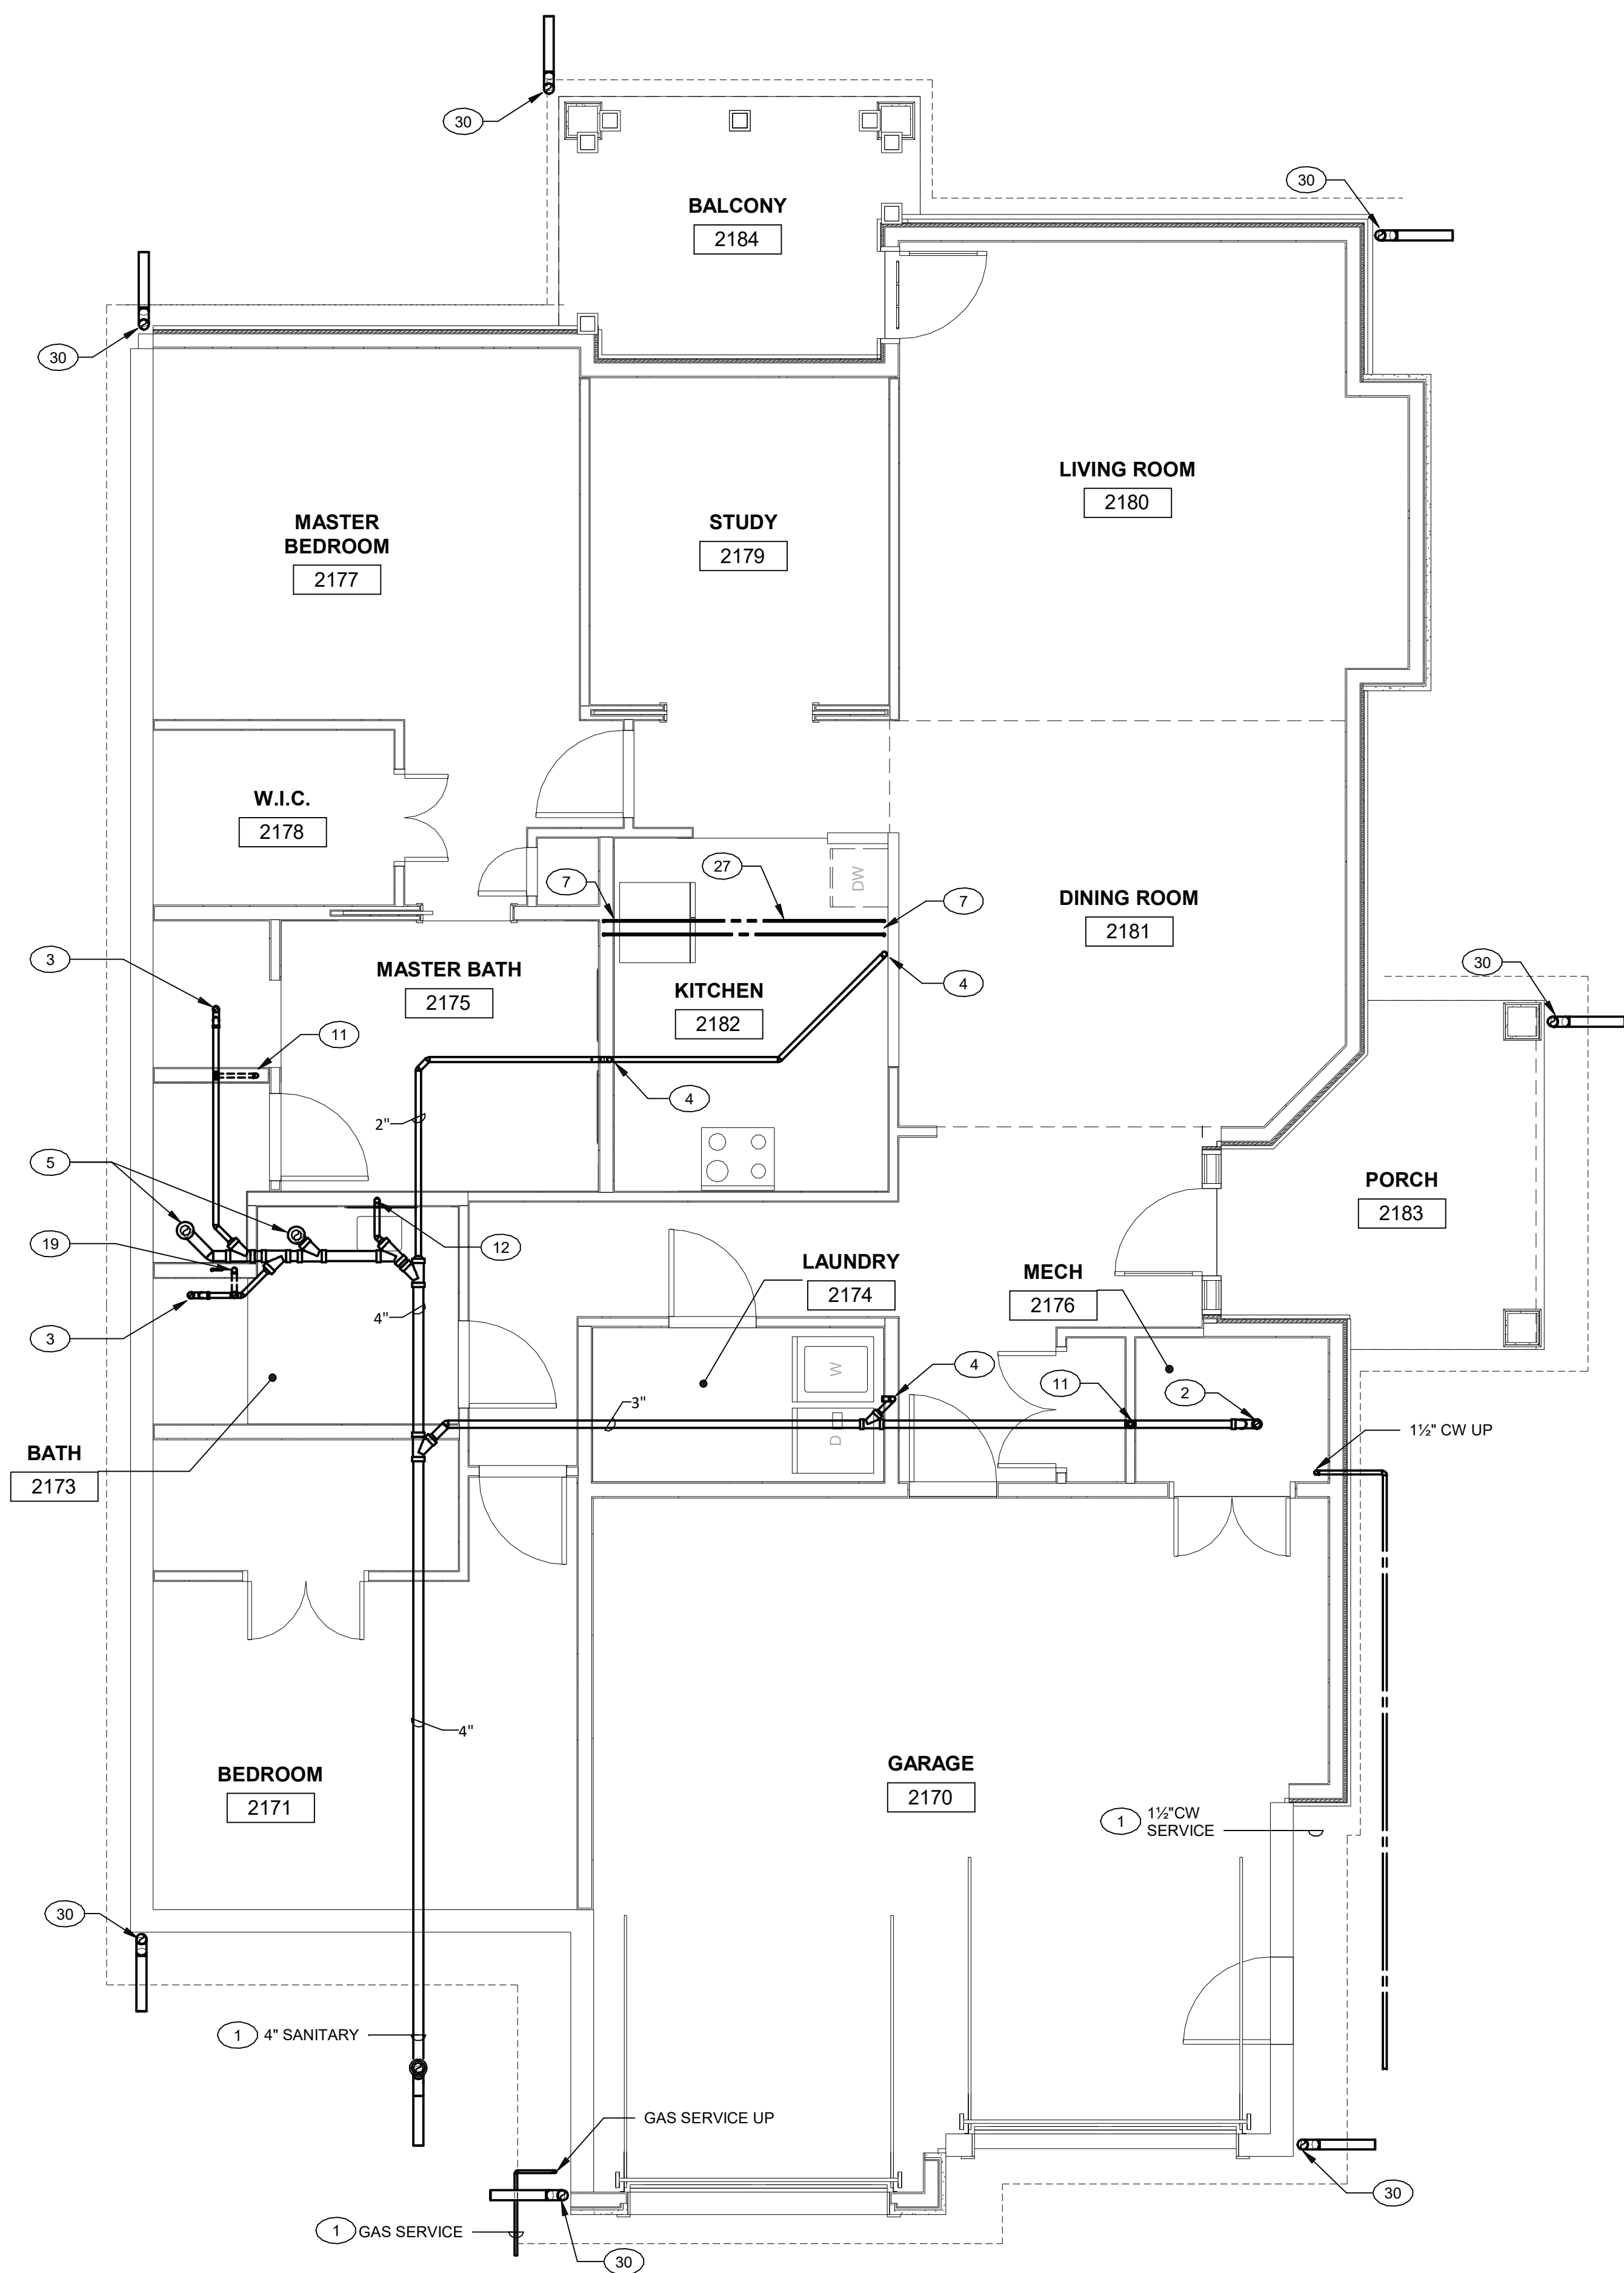 30
BALCONY
2184
30
30
LIVING ROOM
2180
MASTER
BEDROOM
2177
STUDY
2179
W.I.C.
2178
7
27
DW
7
DINING ROOM
2181
3
MASTER BATH
2175
KITCHEN
2182
4
30
11
4
2"
5
PORCH
2183
19
12
LAUNDRY
2174
MECH
2176
3
4"
W
4
11
2
3"
D
1½" CW UP
BATH
2173
4"
BEDROOM
2171
GARAGE
2170
1
1½"CW
SERVICE
30
1
4" SANITARY
GAS SERVICE UP
30
1
GAS SERVICE
30